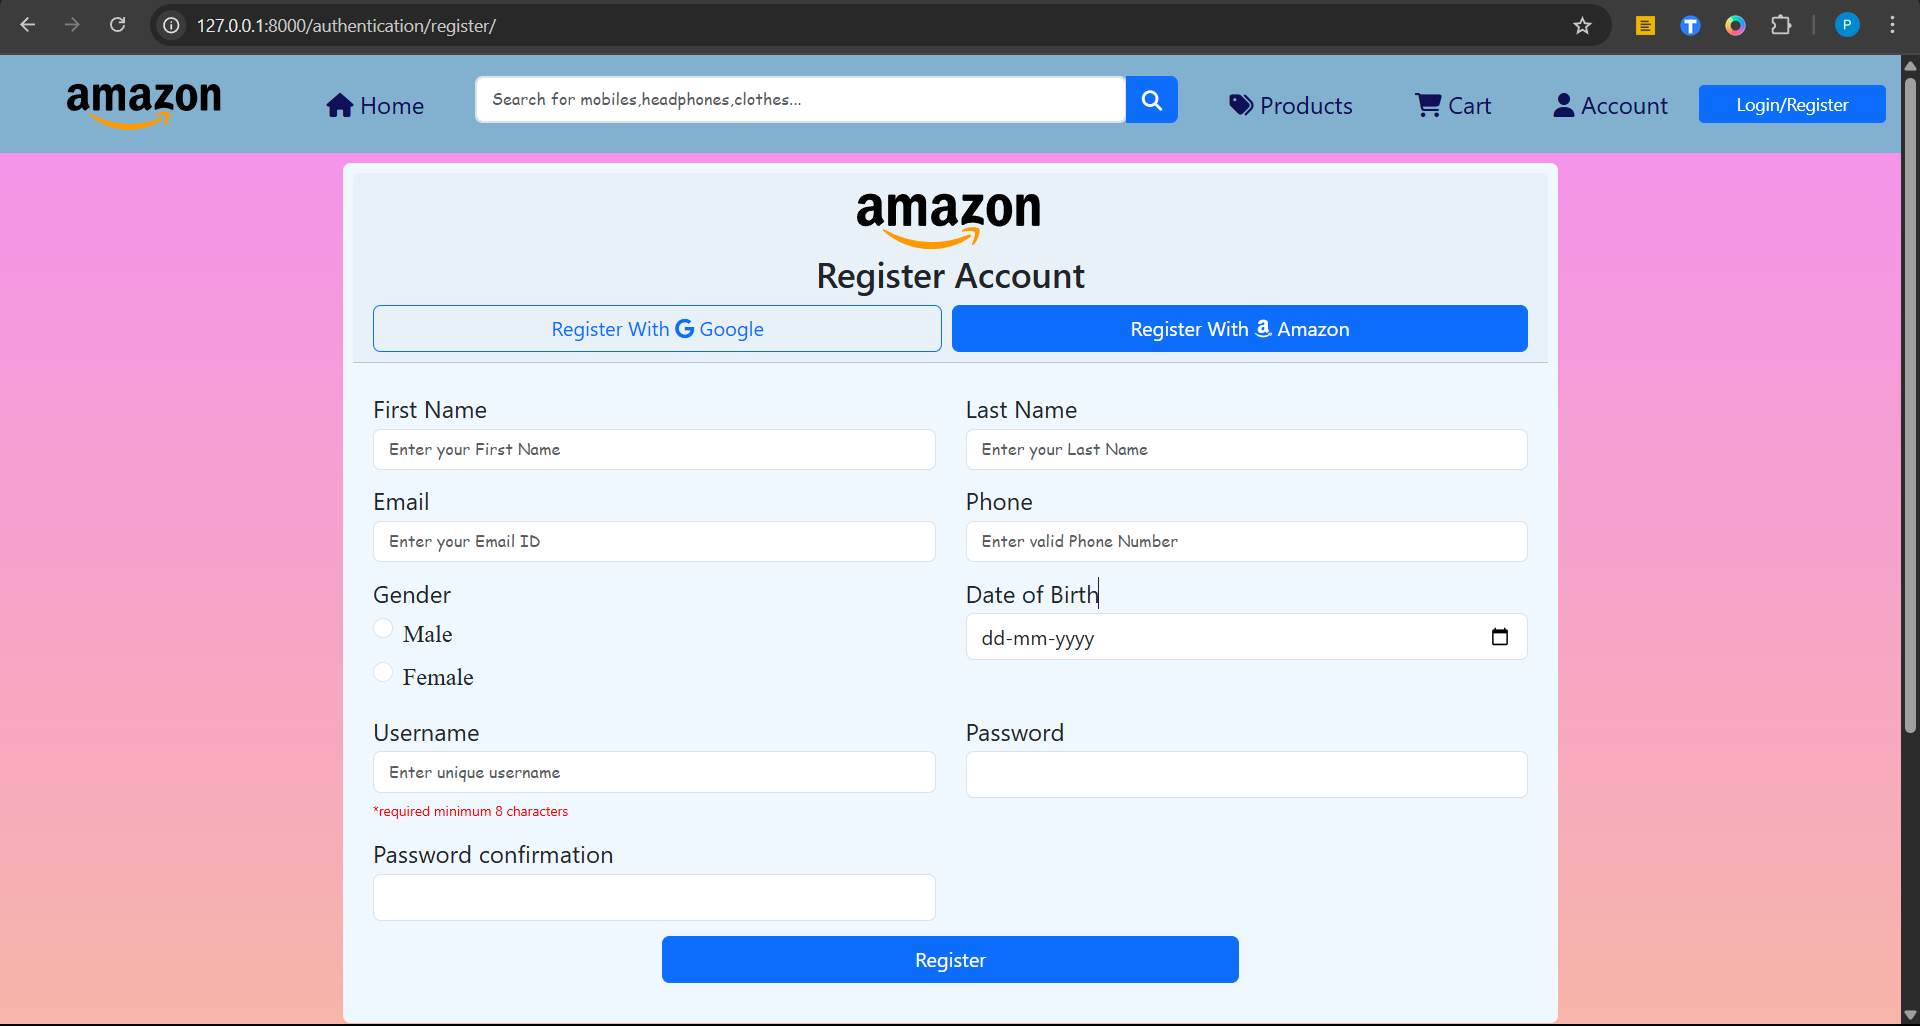 127.0.0.1:8000/authentication/register/
P
amazon
Home
Search for mobiles,headphones,clothes...
Products
Cart
Account
Login/Register
amazon
Register Account
Register With G Google
Register With a Amazon
First Name
Last Name
Enter your First Name
Enter your Last Name
Email
Phone
Enter your Email ID
Enter valid Phone Number
Gender
Date of Birth
Male
dd-mm-yyyy
Female
Username
Password
Enter unique username
*required minimum 8 characters
Password confirmation
Register